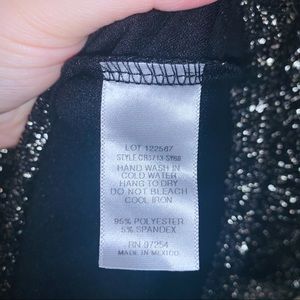 LOT 122567
STYLE
HAND WASH IN
COLD WATER
HANG TO DRY
DO NOT BLEACH
COOL IRON
95% POLYESTER
5% SPANDEX
RN 97254
MADE IN MEXICO